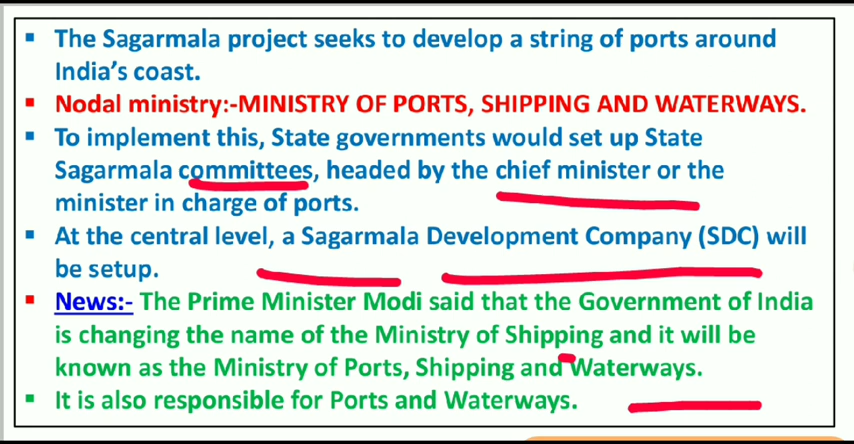 ▪ The Sagarmala project seeks to develop a string of ports around
India's coast.
▪ Nodal ministry:-MINISTRY OF PORTS, SHIPPING AND WATERWAYS.
▪ To implement this, State governments would set up State
Sagarmala committees, headed by the chief minister or the
minister in charge of ports.
▪ At the central level, a Sagarmala Development Company (SDC) will
be setup.
▪ News:- The Prime Minister Modi said that the Government of India
is changing the name of the Ministry of Shipping and it will be
known as the Ministry of Ports, Shipping and Waterways.
▪ It is also responsible for Ports and Waterways.